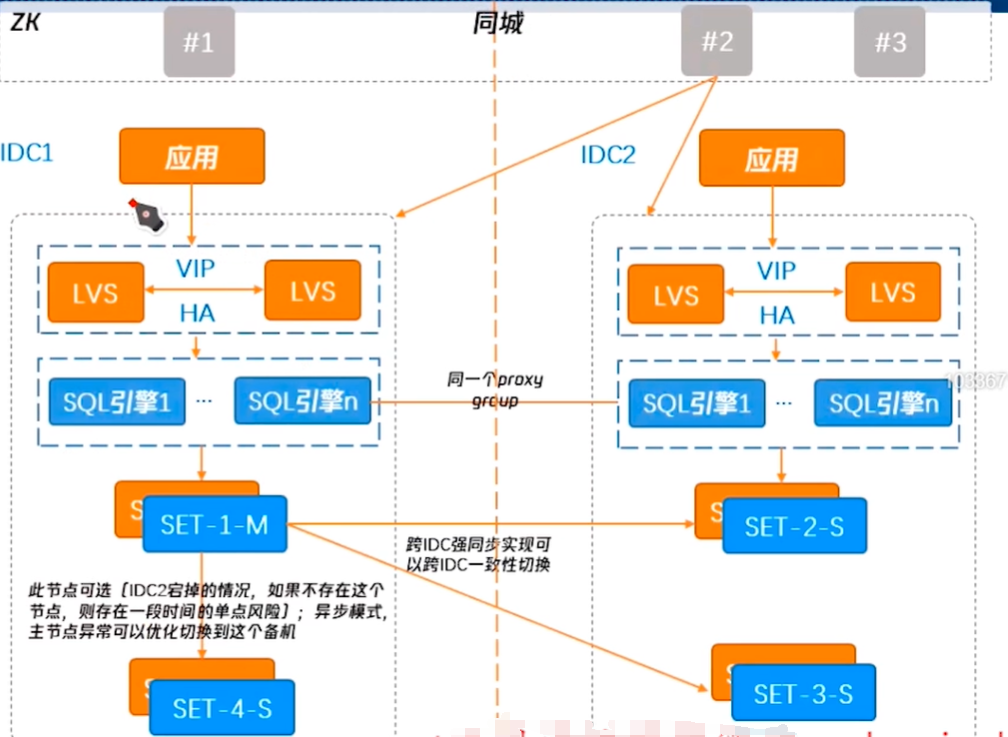 ZK
同城
#1
#2
#3
IDC1
应用
IDC2
应用
VIP
LVS
LVS
HA
VIP
LVS
LVS
HA
SQL引擎1
...
SQL引擎n
同一个proxy
group
SQL引擎1
...
SQL引擎n
S
SET-1-M
S
SET-2-S
跨IDC强同步实现可
以跨IDC一致性切换
此节点可选（IDC2宕掉的情况，如果不存在这个
节点，则存在一段时间的单点风险）；异步模式，
主节点异常可以优化切换到这个备机
SET-4-S
SET-3-S